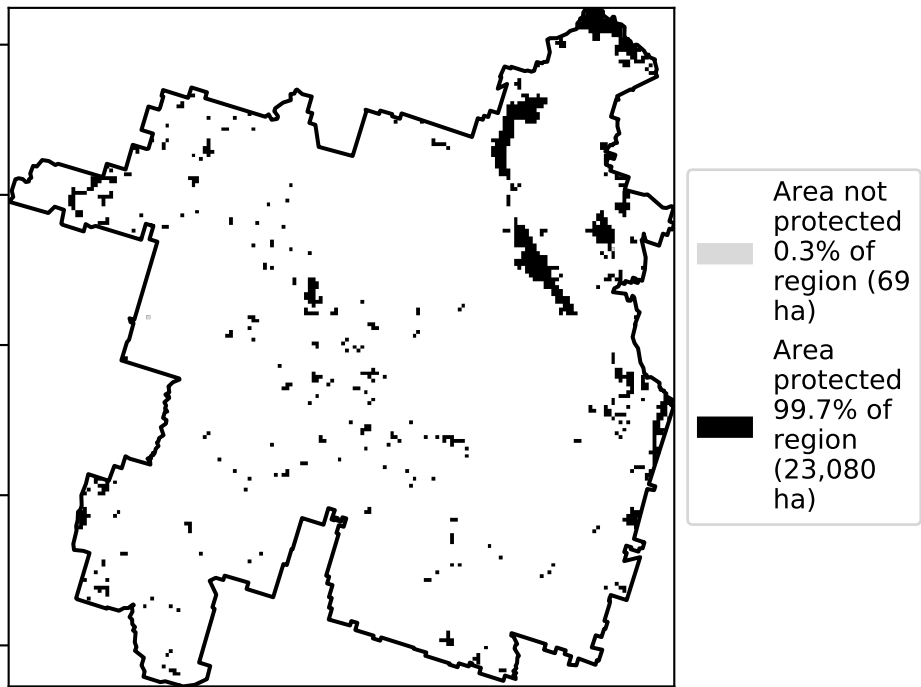 Area not
protected
0.3% of
region (69
ha)
Area
protected
99.7% of
region
(23,080
ha)